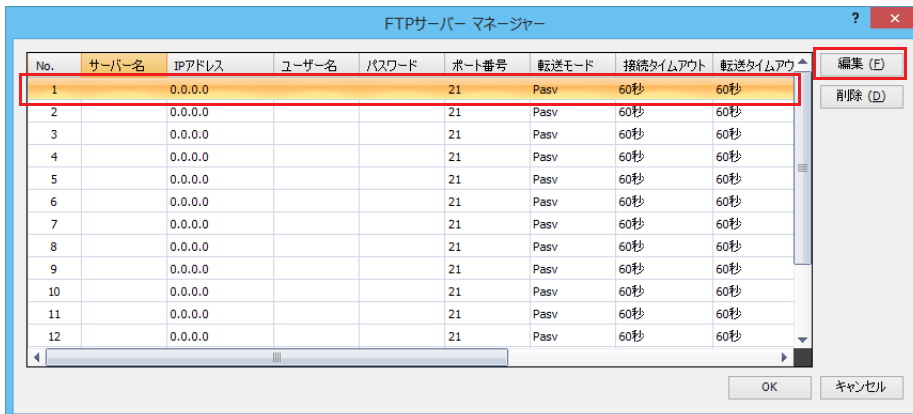 FTPサーバー マネージャー
? ×
No. サーバー名 IPアドレス ユーザー名 パスワード ポート番号 転送モード 接続タイムアウト 転送タイムアウ
編集 (E)
1 0.0.0.0 21 Pasv 60秒 60秒
削除 (D)
2 0.0.0.0 21 Pasv 60秒 60秒
3 0.0.0.0 21 Pasv 60秒 60秒
4 0.0.0.0 21 Pasv 60秒 60秒
5 0.0.0.0 21 Pasv 60秒 60秒
6 0.0.0.0 21 Pasv 60秒 60秒
7 0.0.0.0 21 Pasv 60秒 60秒
8 0.0.0.0 21 Pasv 60秒 60秒
9 0.0.0.0 21 Pasv 60秒 60秒
10 0.0.0.0 21 Pasv 60秒 60秒
11 0.0.0.0 21 Pasv 60秒 60秒
12 0.0.0.0 21 Pasv 60秒 60秒
OK キャンセル